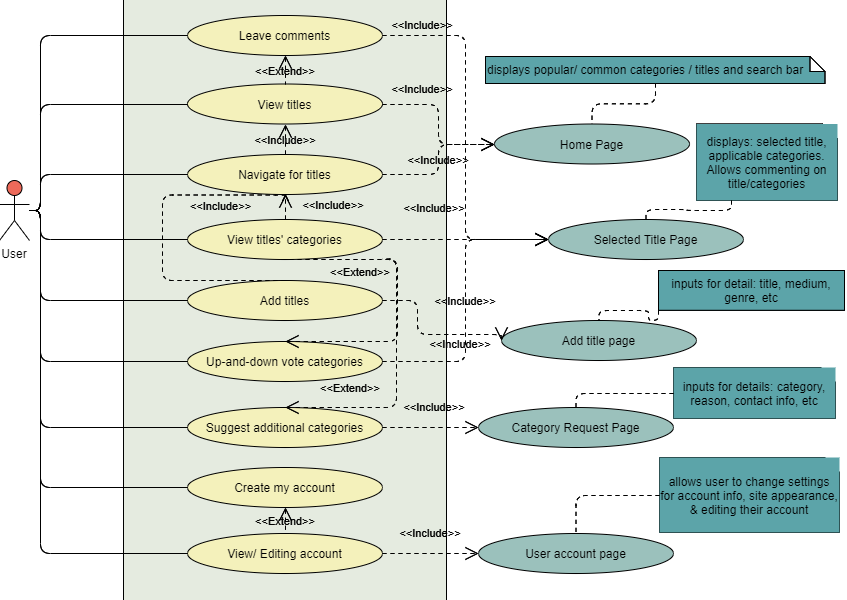 <<Include>>
Leave comments
<<Extend>>
displays popular/ common categories / titles and search bar
<<Include>>
View titles
<<Include>>
Home Page
displays: selected title,
applicable categories.
Allows commenting on
title/categories
<<Include>>
Navigate for titles
<<Include>>
<<Include>>
<<Include>>
User
View titles' categories
Selected Title Page
<<Extend>>
inputs for detail: title, medium,
genre, etc
Add titles
<<Include>>
Add title page
<<Include>>
Up-and-down vote categories
<<Extend>>
inputs for details: category,
reason, contact info, etc
<<Include>>
Suggest additional categories
Category Request Page
Create my account
allows user to change settings
for account info, site appearance,
& editing their account
<<Extend>>
<<Include>>
View/ Editing account
User account page